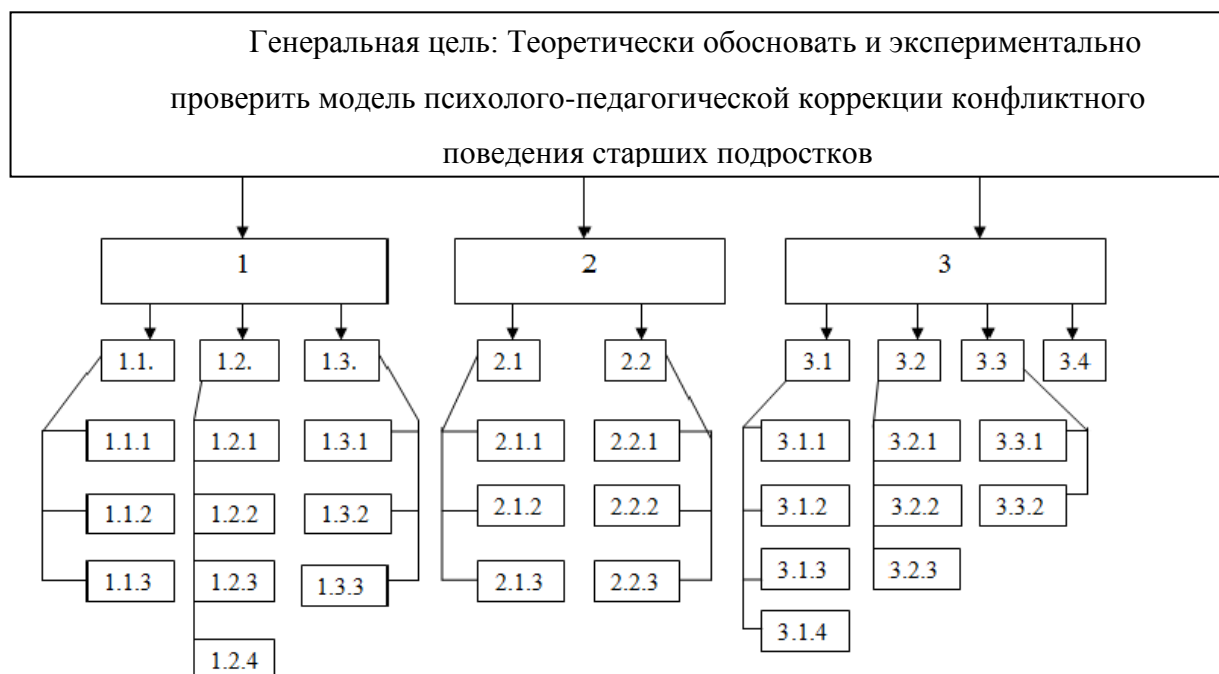 Генеральная цель: Теоретически обосновать и экспериментально
проверить модель психолого-педагогической коррекции конфликтного
поведения старших подростков
1 2 3
1.1. 1.2. 1.3. 2.1 2.2 3.1 3.2 3.3 3.4
1.1.1 1.2.1 1.3.1 2.1.1 2.2.1 3.1.1 3.2.1 3.3.1
1.1.2 1.2.2 1.3.2 2.1.2 2.2.2 3.1.2 3.2.2 3.3.2
1.1.3 1.2.3 1.3.3 2.1.3 2.2.3 3.1.3 3.2.3
1.2.4 3.1.4